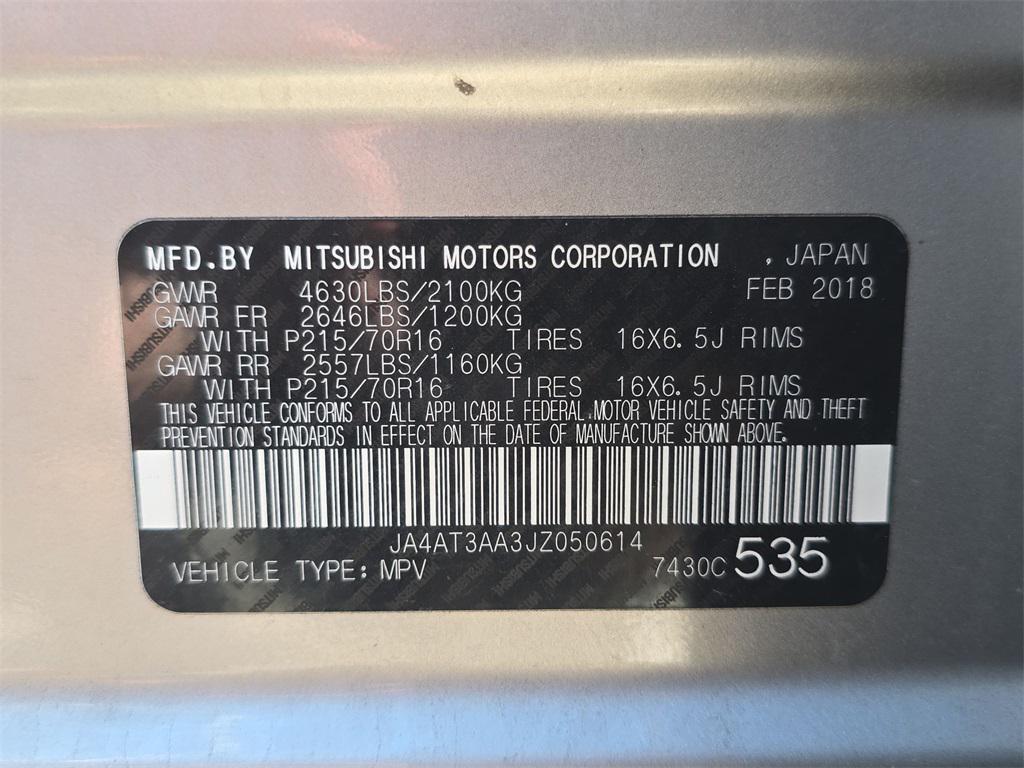 MFD.BY MITSUBISHI MOTORS CORPORATION , JAPAN
GVWR 4630LBS/2100KG FEB 2018
GAWR FR 2646LBS/1200KG
WITH P215/70R16 TIRES 16X6.5J RIMS
GAWR RR 2557LBS/1160KG
WITH P215/70R16 TIRES 16X6.5J RIMS
THIS VEHICLE CONFORMS TO ALL APPLICABLE FEDERAL MOTOR VEHICLE SAFETY AND THEFT
PREVENTION STANDARDS IN EFFECT ON THE DATE OF MANUFACTURE SHOWN ABOVE.
JA4AT3AA3JZ050614
VEHICLE TYPE: MPV 7430C 535